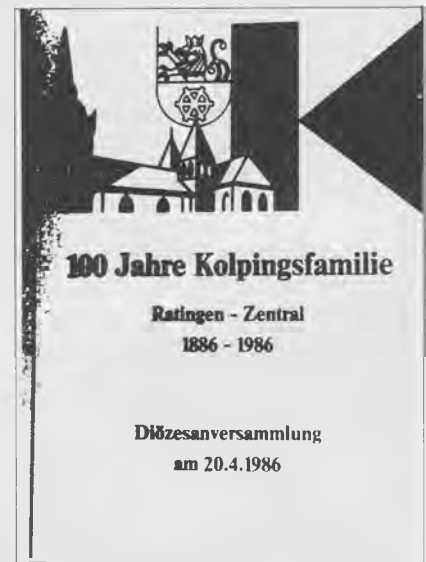 100 Jahre Kolpingsfamilie
Ratingen - Zentral
1886 - 1986
Diözesanversammlung
am 20.4.1986